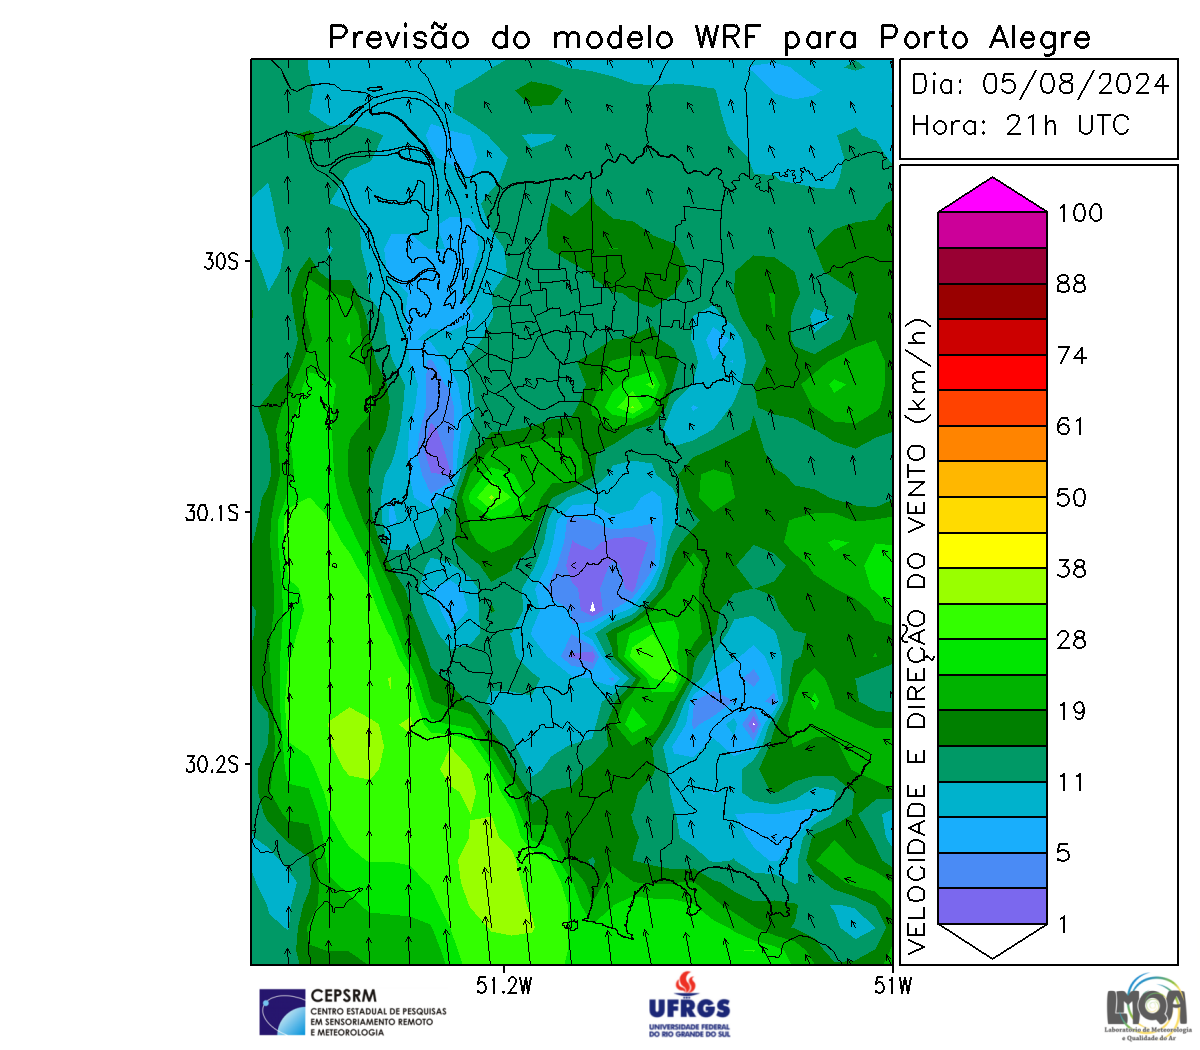 Previsão do modelo WRF para Porto Alegre
Dia: 05/08/2024
Hora: 21h UTC
100
88
74
61
50
38
28
19
11
5
1
VELOCIDADE E DIREÇÃO DO VENTO (km/h)
30S
30.1S
30.2S
51.2W
51W
CEPSRM
CENTRO ESTADUAL DE PESQUISAS
EM SENSORIAMENTO REMOTO
E METEOROLOGIA
UFRGS
UNIVERSIDADE FEDERAL
DO RIO GRANDE DO SUL
LMQA
Laboratório de Meteorologia
e Qualidade do Ar